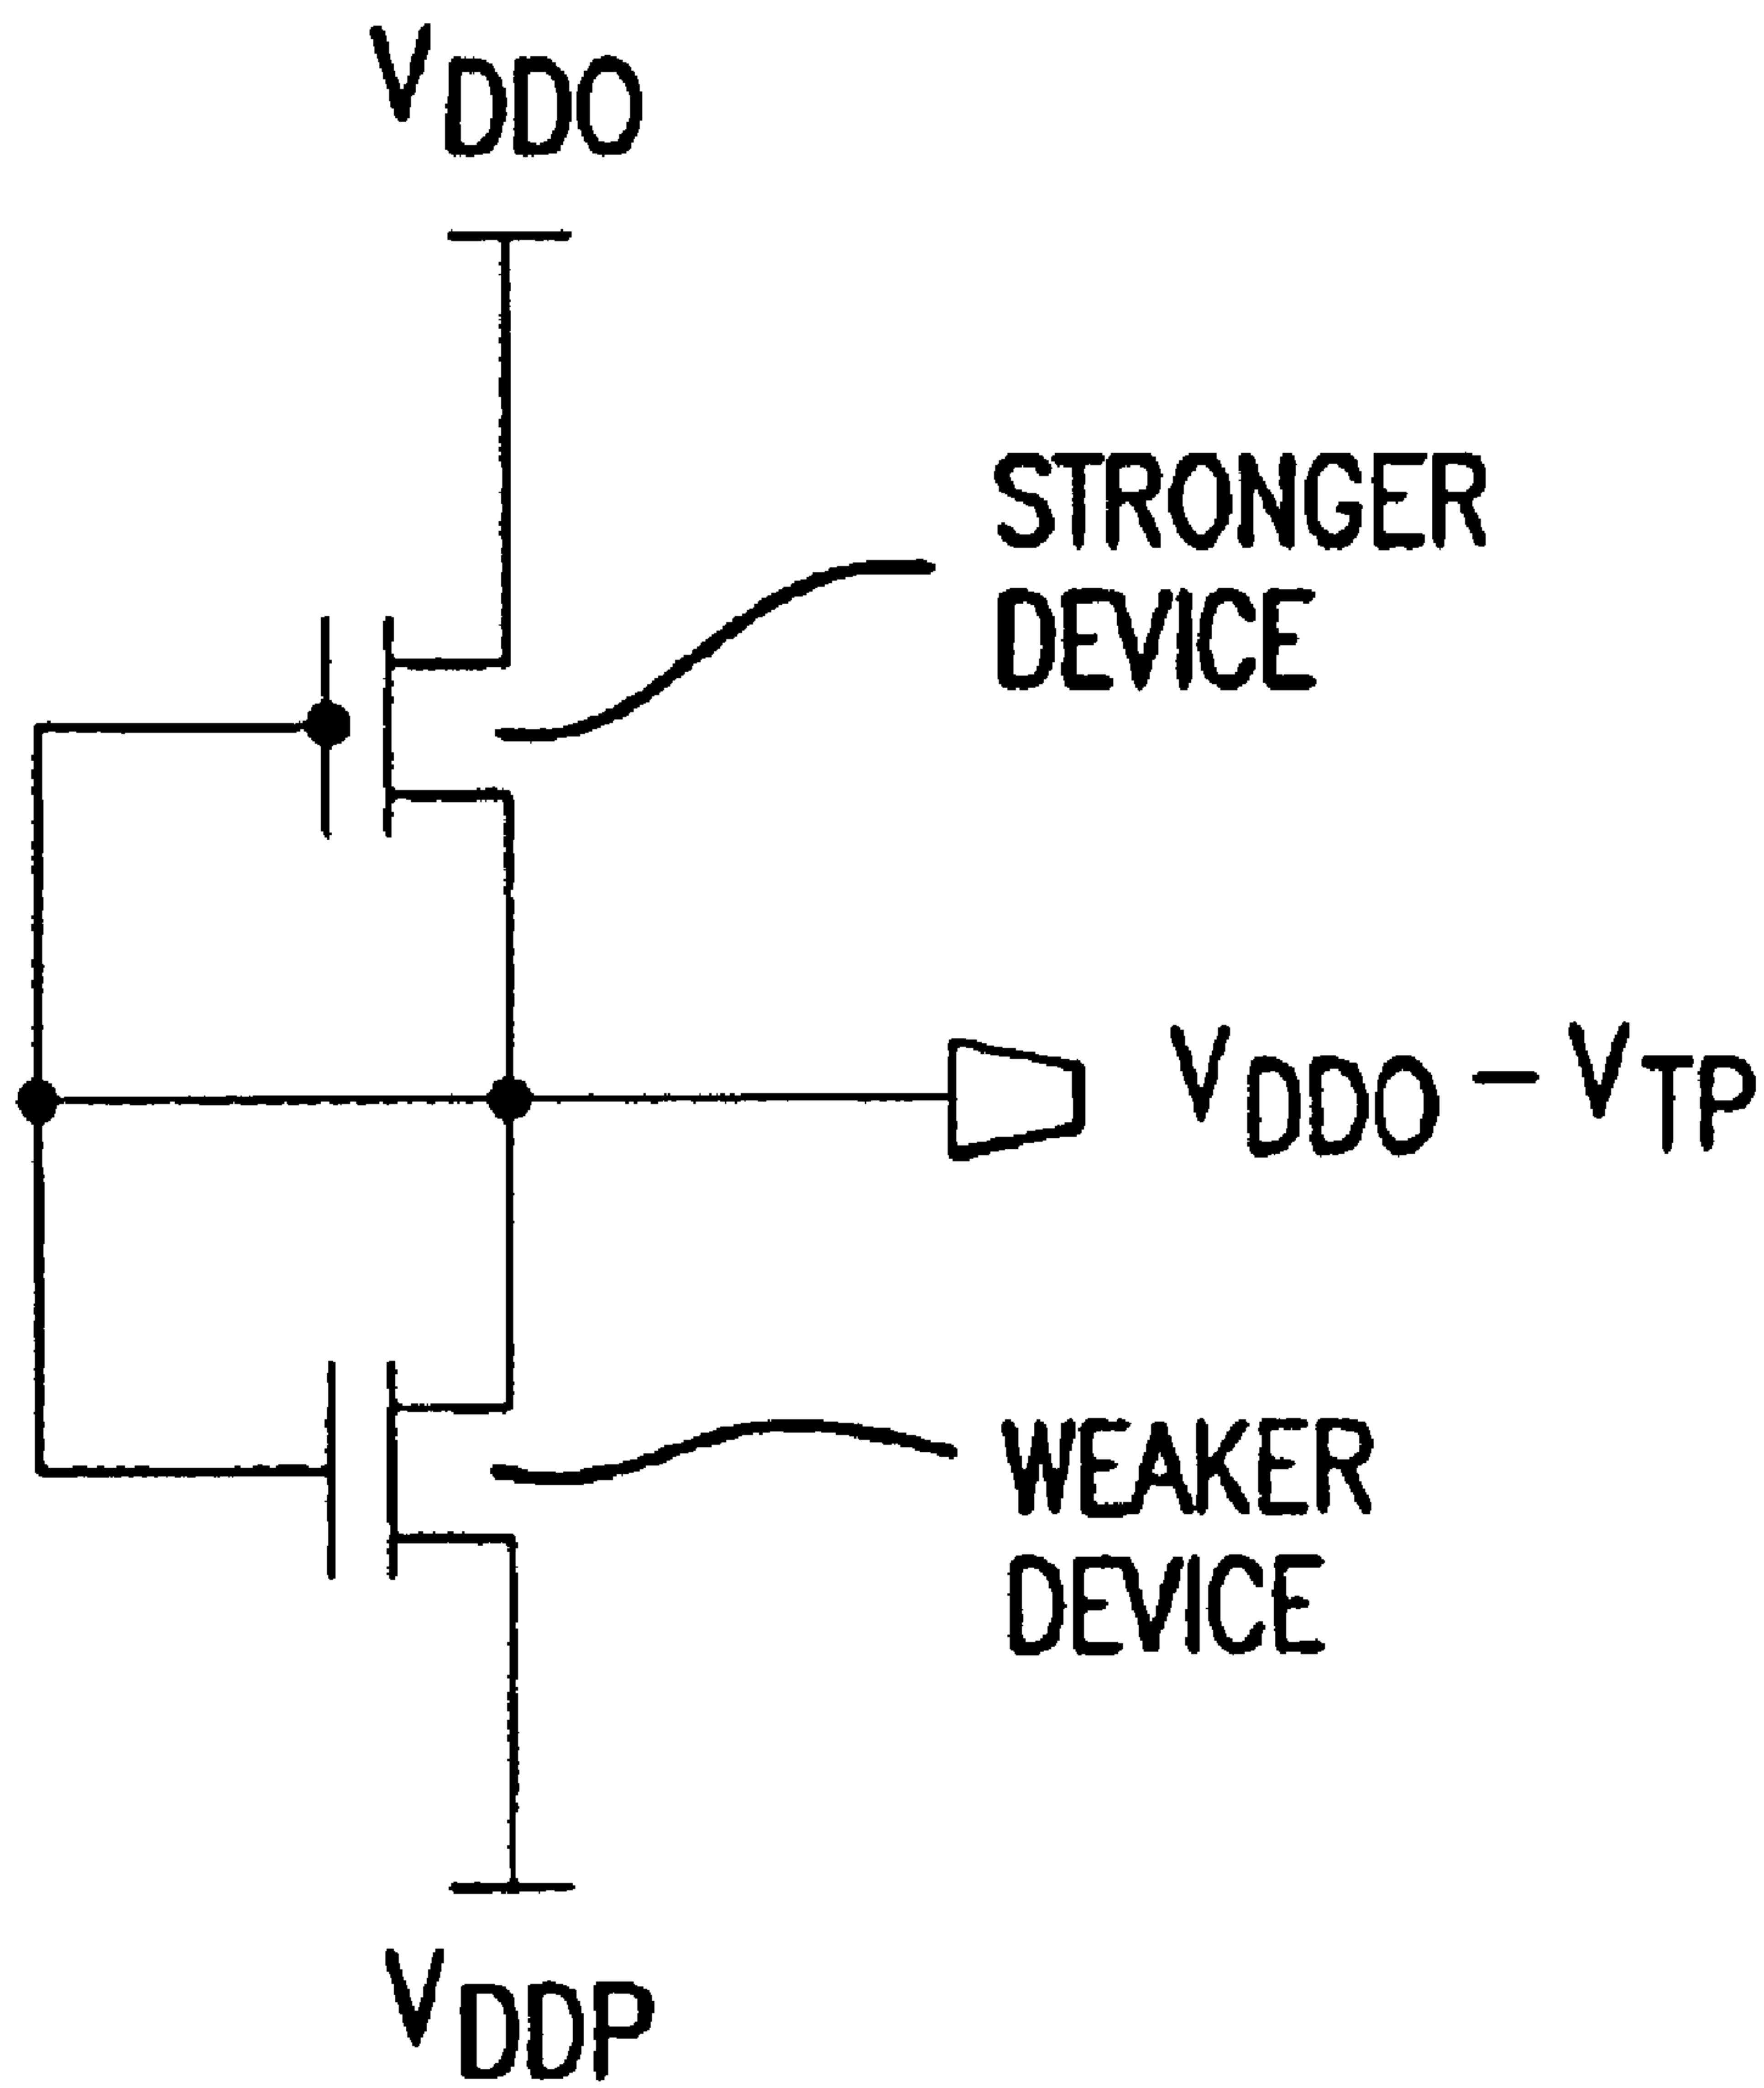 VDDO
STRONGER
DEVICE
VDDO - VTP
WEAKER
DEVICE
VDDP